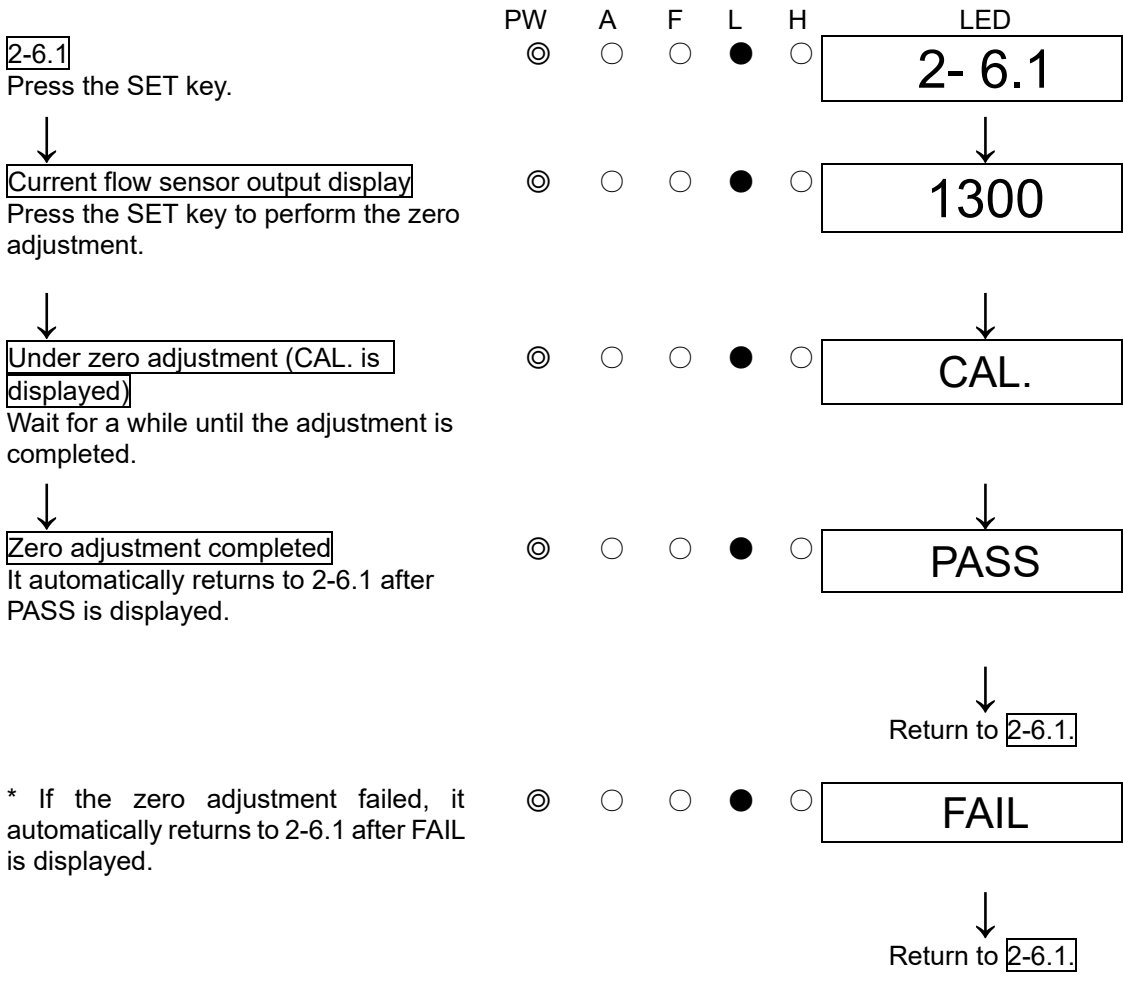 PW A F L H LED
2-6.1 ◎ ○ ○ ● ○ 2- 6.1
Press the SET key.
↓ ↓
Current flow sensor output display ◎ ○ ○ ● ○ 1300
Press the SET key to perform the zero
adjustment.
↓ ↓
Under zero adjustment (CAL. is ◎ ○ ○ ● ○ CAL.
displayed)
Wait for a while until the adjustment is
completed.
↓ ↓
Zero adjustment completed ◎ ○ ○ ● ○ PASS
It automatically returns to 2-6.1 after
PASS is displayed.
↓
Return to 2-6.1.
* If the zero adjustment failed, it ◎ ○ ○ ● ○ FAIL
automatically returns to 2-6.1 after FAIL
is displayed.
↓
Return to 2-6.1.